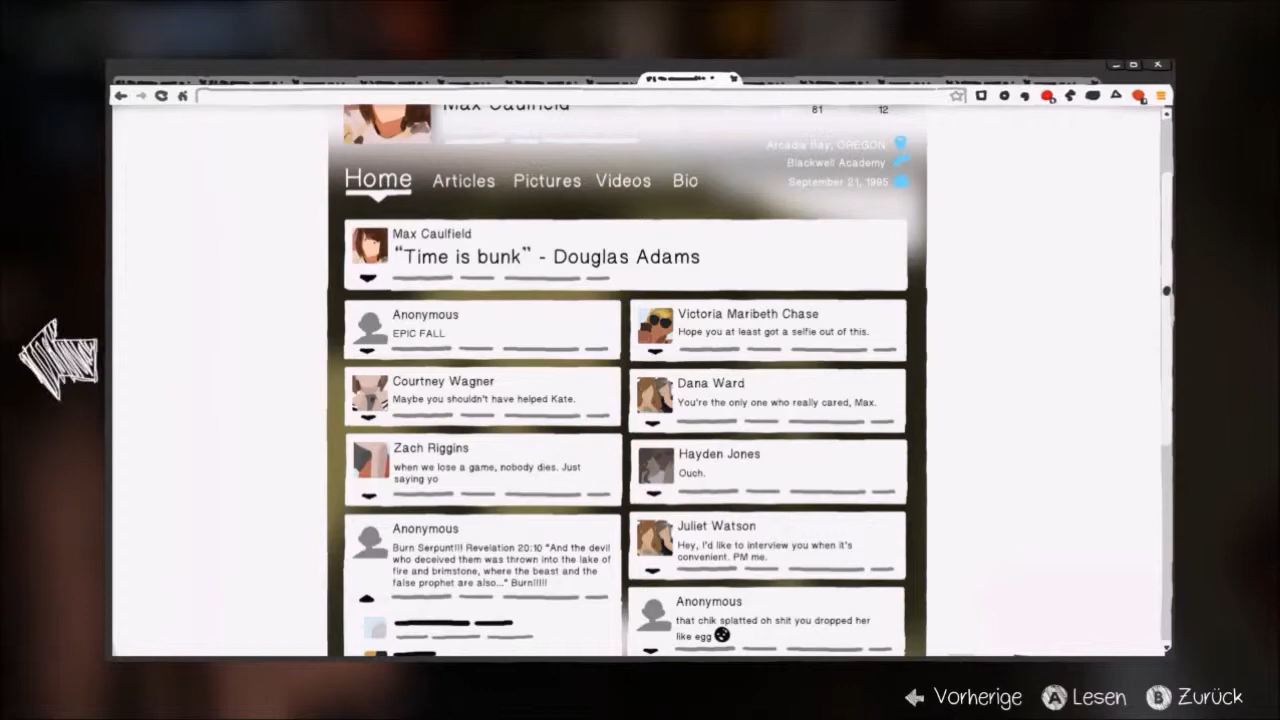 Max Caulfield
81 12
Arcadia Bay, OREGON
Blackwell Academy
September 21, 1995
Home Articles Pictures Videos Bio
Max Caulfield
“Time is bunk” - Douglas Adams
Anonymous
EPIC FALL
Courtney Wagner
Maybe you shouldn't have helped Kate.
Zach Riggins
when we lose a game, nobody dies. Just
saying yo
Anonymous
Burn Serpunt!!! Revelation 20:10 “And the devil
who deceived them was thrown into the lake of
fire and brimstone, where the beast and the
false prophet are also...” Burn!!!!!
Victoria Maribeth Chase
Hope you at least got a selfie out of this.
Dana Ward
You're the only one who really cared, Max.
Hayden Jones
Ouch.
Juliet Watson
Hey, I'd like to interview you when it's
convenient. PM me.
Anonymous
that chik splatted oh shit you dropped her
like egg
Vorherige A Lesen B Zurück